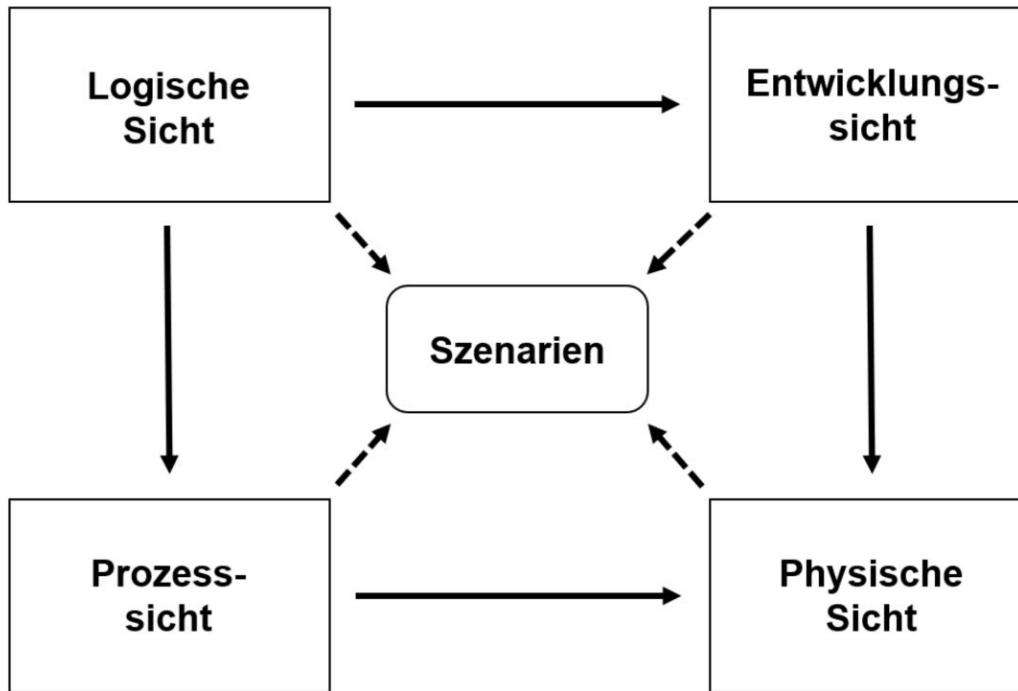 Logische
Sicht
Entwicklungs-
sicht
Szenarien
Prozess-
sicht
Physische
Sicht